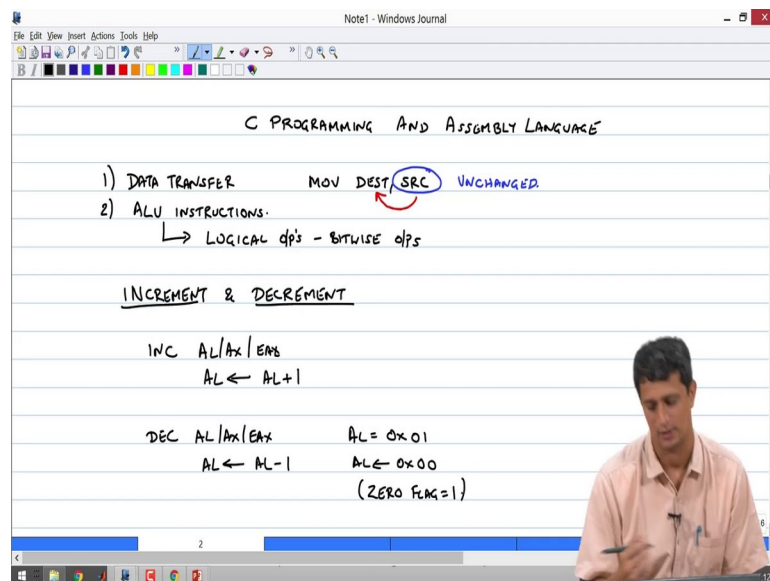 Note1 - Windows Journal
File Edit View Insert Actions Tools Help
B I
C PROGRAMMING AND ASSEMBLY LANGUAGE
1) DATA TRANSFER MOV DEST, SRC UNCHANGED.
2) ALU INSTRUCTIONS.
LOGICAL O/P'S - BITWISE O/PS
INCREMENT & DECREMENT
INC AL/AX/EAX
AL ← AL+1
DEC AL/AX/EAX AL = 0x01
AL ← AL-1 AL ← 0x00
(ZERO FLAG=1)
2